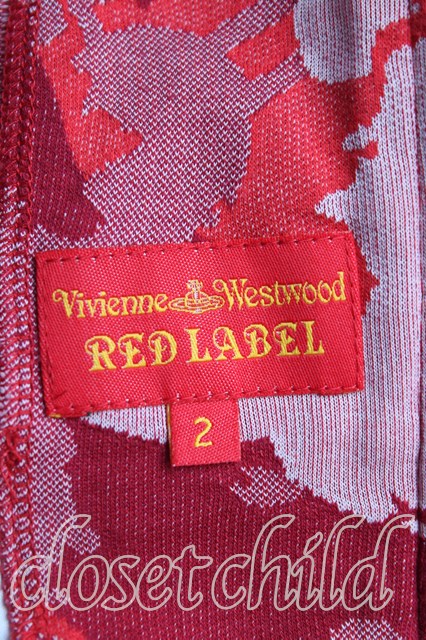 Vivienne Westwood
RED LABEL
2
closet child